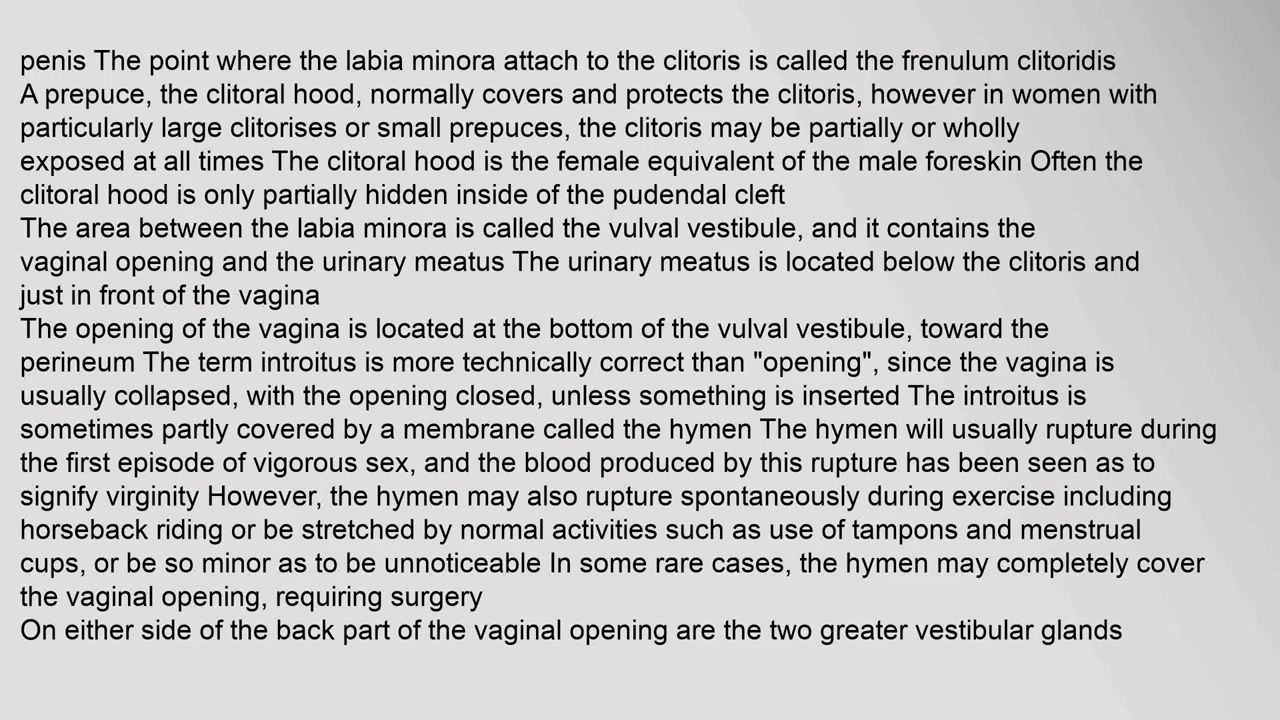 penis The point where the labia minora attach to the clitoris is called the frenulum clitoridis
A prepuce, the clitoral hood, normally covers and protects the clitoris, however in women with
particularly large clitorises or small prepuces, the clitoris may be partially or wholly
exposed at all times The clitoral hood is the female equivalent of the male foreskin Often the
clitoral hood is only partially hidden inside of the pudendal cleft
The area between the labia minora is called the vulval vestibule, and it contains the
vaginal opening and the urinary meatus The urinary meatus is located below the clitoris and
just in front of the vagina
The opening of the vagina is located at the bottom of the vulval vestibule, toward the
perineum The term introitus is more technically correct than "opening", since the vagina is
usually collapsed, with the opening closed, unless something is inserted The introitus is
sometimes partly covered by a membrane called the hymen The hymen will usually rupture during
the first episode of vigorous sex, and the blood produced by this rupture has been seen as to
signify virginity However, the hymen may also rupture spontaneously during exercise including
horseback riding or be stretched by normal activities such as use of tampons and menstrual
cups, or be so minor as to be unnoticeable In some rare cases, the hymen may completely cover
the vaginal opening, requiring surgery
On either side of the back part of the vaginal opening are the two greater vestibular glands